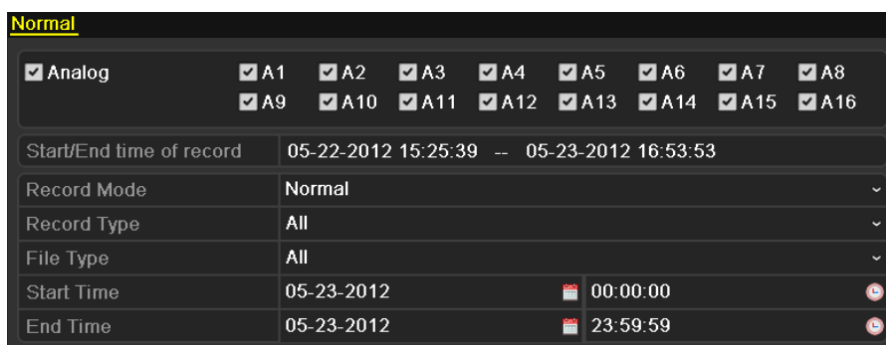 Normal
Analog A1 A2 A3 A4 A5 A6 A7 A8
A9 A10 A11 A12 A13 A14 A15 A16
Start/End time of record 05-22-2012 15:25:39 -- 05-23-2012 16:53:53
Record Mode Normal
Record Type All
File Type All
Start Time 05-23-2012 00:00:00
End Time 05-23-2012 23:59:59